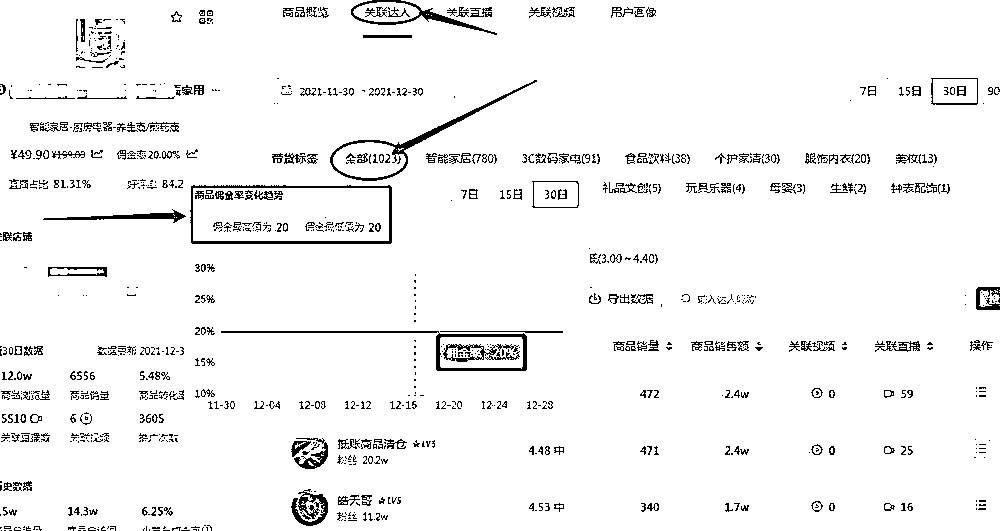 商品概览 关联达人 关联直播 关联视频 用户画像
家用 ...
2021-11-30 ~ 2021-12-30
7日 15日 30日 90
智能家居-厨房电器-养生壶/煎药壶
¥49.90 ¥199.00 佣金率 20.00%
直播占比 81.31% 好评率 84.2
带货标签 全部(1023) 智能家居(780) 3C数码家电(91) 食品饮料(38) 个护家清(30) 服饰内衣(20) 美妆(13)
礼品文创(5) 玩具乐器(4) 母婴(3) 生鲜(2) 钟表配饰(1)
7日 15日 30日
商品佣金率变化趋势
佣金最高值为 20 佣金最低值为 20
联店铺
(3.00 ~ 4.40)
导出数据
30%
25%
20%
15%
10%
佣金率: 20%
11-30 12-04 12-08 12-12 12-16 12-20 12-24 12-28
30日数据 数据更新 2021-12-3
12.0w 6556 5.48%
商品浏览量 商品销量 商品转化率
5510 6 3605
关联直播数 关联视频 推广次数
史数据
.5w 14.3w 6.25%
商品销量 商品销售额 关联视频 关联直播 操作
472 2.4w 0 59
抵账商品清仓 LV5
粉丝 20.2w
4.48 中 471 2.4w 0 25
皓天哥 LV5
粉丝 11.2w
4.53 中 340 1.7w 0 16